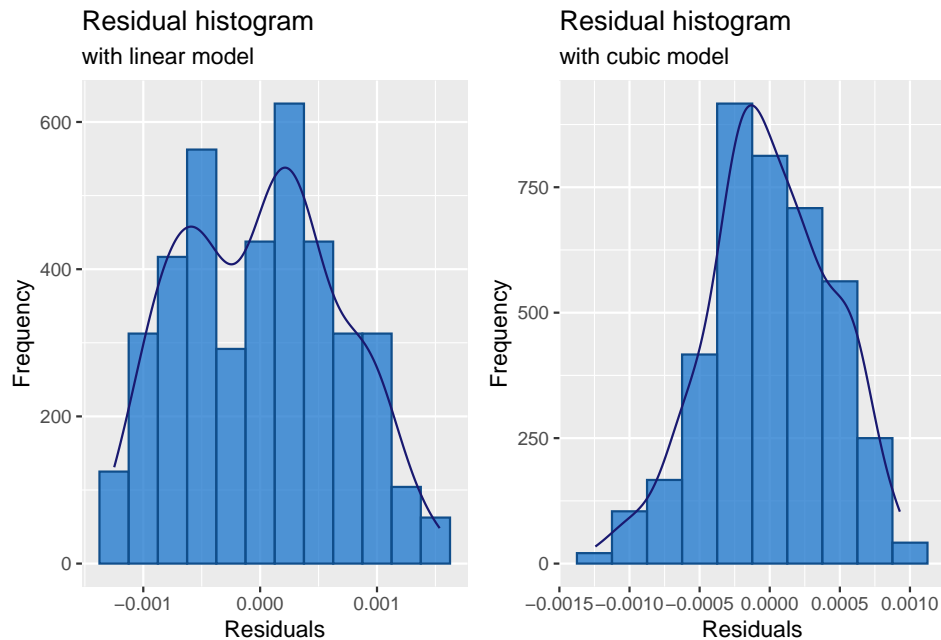 Residual histogram
with linear model
Frequency
600
400
200
0
−0.001
0.000
0.001
Residuals
Residual histogram
with cubic model
Frequency
750
500
250
0
−0.0015
−0.0010
−0.0005
0.0000
0.0005
0.0010
Residuals